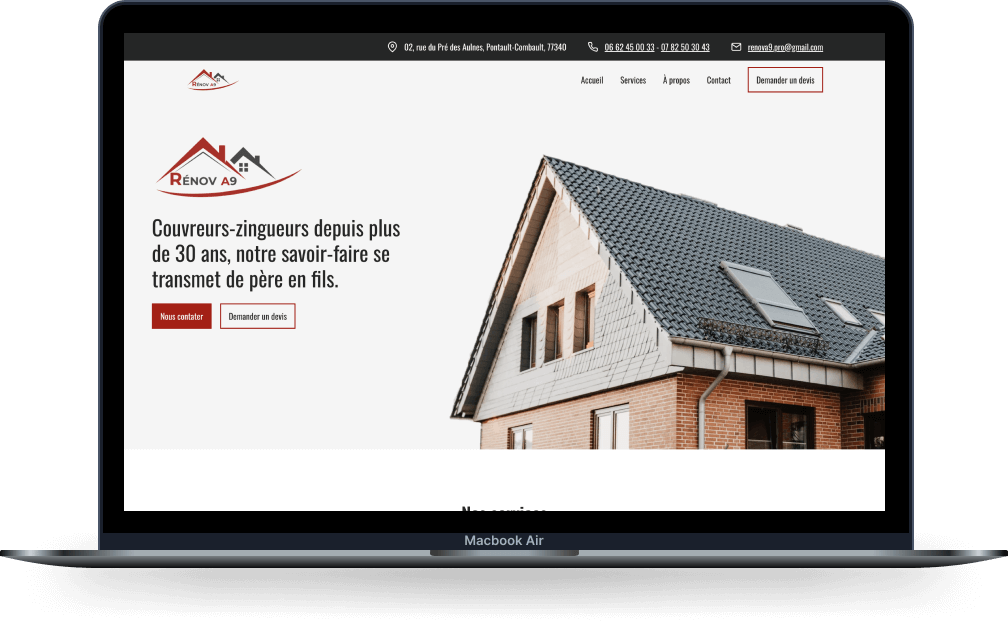 02, rue du Pré des Aulnes, Pontault-Combault, 77340
06 62 45 00 33 - 07 82 50 30 43
renova9.pro@gmail.com
RÉNOV A9
Accueil
Services
À propos
Contact
Demander un devis
RÉNOV A9
Couvreurs-zingueurs depuis plus
de 30 ans, notre savoir-faire se
transmet de père en fils.
Nous contater
Demander un devis
Nos services
Macbook Air